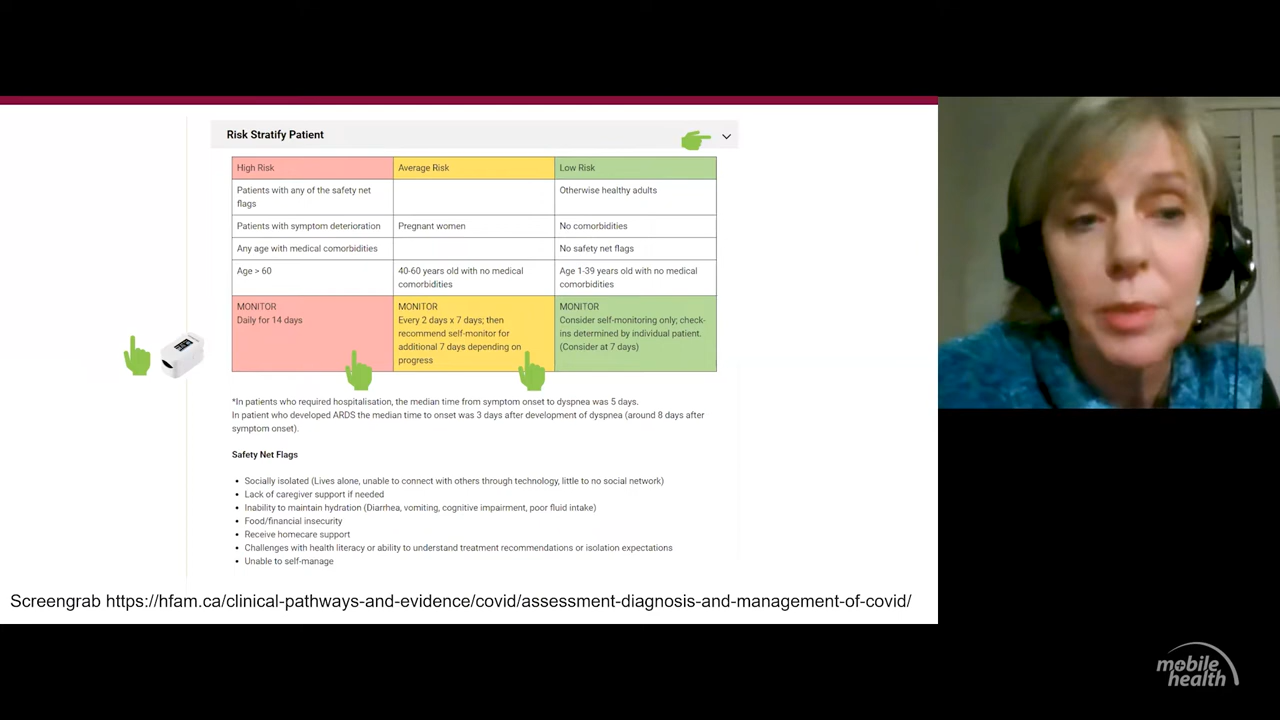 Risk Stratify Patient
High Risk
Average Risk
Low Risk
Patients with any of the safety net
flags
Otherwise healthy adults
Patients with symptom deterioration
Pregnant women
No comorbidities
Any age with medical comorbidities
No safety net flags
Age > 60
40-60 years old with no medical
comorbidities
Age 1-39 years old with no medical
comorbidities
MONITOR
Daily for 14 days
MONITOR
Every 2 days x 7 days; then
recommend self-monitor for
additional 7 days depending on
progress
MONITOR
Consider self-monitoring only; check-
ins determined by individual patient.
(Consider at 7 days)
*In patients who required hospitalisation, the median time from symptom onset to dyspnea was 5 days.
In patient who developed ARDS the median time to onset was 3 days after development of dyspnea (around 8 days after
symptom onset).
Safety Net Flags
• Socially isolated (Lives alone, unable to connect with others through technology, little to no social network)
• Lack of caregiver support if needed
• Inability to maintain hydration (Diarrhea, vomiting, cognitive impairment, poor fluid intake)
• Food/financial insecurity
• Receive homecare support
• Challenges with health literacy or ability to understand treatment recommendations or isolation expectations
• Unable to self-manage
Screengrab https://hfam.ca/clinical-pathways-and-evidence/covid/assessment-diagnosis-and-management-of-covid/
mobile
health